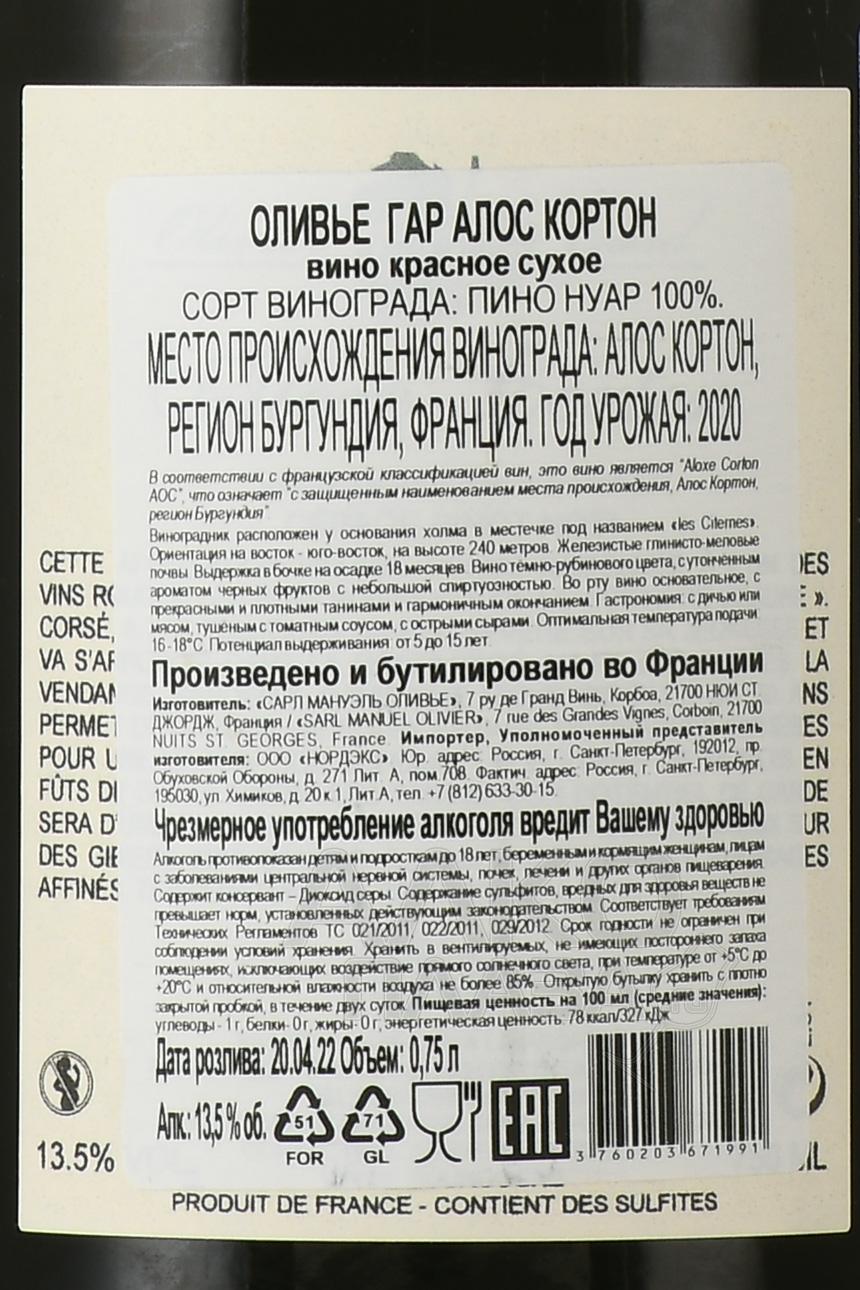 ОЛИВЬЕ ГАР АЛОС КОРТОН
вино красное сухое
СОРТ ВИНОГРАДА: ПИНО НУАР 100%.
МЕСТО ПРОИСХОЖДЕНИЯ ВИНОГРАДА: АЛОС КОРТОН,
РЕГИОН БУРГУНДИЯ, ФРАНЦИЯ. ГОД УРОЖАЯ: 2020
В соответствии с французской классификацией вин, это вино является "Aloxe Corton
AOC", что означает "с защищенным наименованием места происхождения, Алос Кортон,
регион Бургундия"
Виноградник расположен у основания холма в местечке под названием «les Citernes».
Ориентация на восток - юго-восток, на высоте 240 метров. Железистые глинисто-меловые
почвы. Выдержка в бочке на осадке 18 месяцев. Вино темно-рубинового цвета, с утонченным
ароматом черных фруктов с небольшой спиртуозностью. Во рту вино основательное, с
прекрасными и плотными танинами и гармоничным окончанием. Гастрономия: с дичью или
мясом, тушёным с томатным соусом, с острыми сырами. Оптимальная температура подачи:
16-18°C. Потенциал выдерживания: от 5 до 15 лет.
Произведено и бутилировано во Франции
Изготовитель: «САРЛ МАНУЭЛЬ ОЛИВЬЕ», 7 ру де Гранд Винь, Корбоа, 21700 НЮИ СТ.
ДЖОРДЖ, Франция / «SARL MANUEL OLIVIER», 7 rue des Grandes Vignes, Corboin, 21700
NUITS ST. GEORGES, France. Импортер, Уполномоченный представитель
изготовителя: ООО «НОРДЭКС». Юр. адрес: Россия, г. Санкт-Петербург, 192012, пр.
Обуховской Обороны, д. 271 Лит. А, пом.708. Фактич. адрес: Россия, г. Санкт-Петербург,
195030, ул. Химиков, д. 20 к.1, Лит.А, тел. +7 (812) 633-30-15.
Чрезмерное употребление алкоголя вредит Вашему здоровью
Алкоголь противопоказан детям и подросткам до 18 лет, беременным и кормящим женщинам, лицам
с заболеваниями центральной нервной системы, почек, печени и других органов пищеварения.
Содержит консервант – Диоксид серы. Содержание сульфитов, вредных для здоровья веществ не
превышает норм, установленных действующим законодательством. Соответствует требованиям
Технических Регламентов ТС 021/2011, 022/2011, 029/2012. Срок годности не ограничен при
соблюдении условий хранения. Хранить в вентилируемых, не имеющих постороннего запаха
помещениях, исключающих воздействие прямого солнечного света, при температуре от +5°C до
+20°C и относительной влажности воздуха не более 85%. Открытую бутылку хранить с плотно
закрытой пробкой, в течение двух суток. Пищевая ценность на 100 мл (средние значения):
углеводы - 1 г, белки- 0 г, жиры- 0 г, энергетическая ценность: 78 ккал/327 кДж
Дата розлива: 20.04.22 Объем: 0,75 л
Алк.: 13,5 % об.
51
FOR
71
GL
EAC
3 760203 671991
CETTE
VINS RO
CORSÉ,
VA S'AF
VENDAN
PERMET
POUR U
FÛTS DE
SERA D'
DES GIE
AFFINÉS
DES
E ».
ET
LA
NS
ES
EN
DE
UR
ES
13.5%
PRODUIT DE FRANCE - CONTIENT DES SULFITES